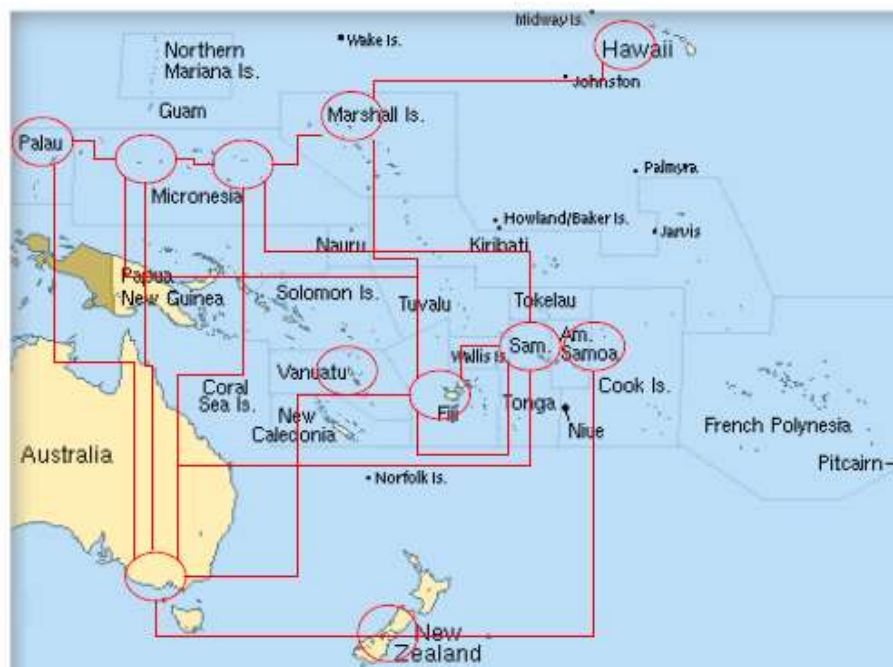 Midway Is.
Northern
Mariana Is.
Wake Is.
Hawaii
Johnston
Guam
Marshall Is.
Palau
Palmyra
Micronesia
Howland/Baker Is.
Nauru
Kiribati
Jarvis
Papua
New Guinea
Solomon Is.
Tuvalu
Tokelau
Wallis Is.
Sam.
Am.
Samoa
Vanuatu
Coral
Sea Is.
Cook Is.
Fiji
Tonga
New
Caledonia
Niue
French Polynesia
Australia
Pitcairn
Norfolk Is.
New
Zealand